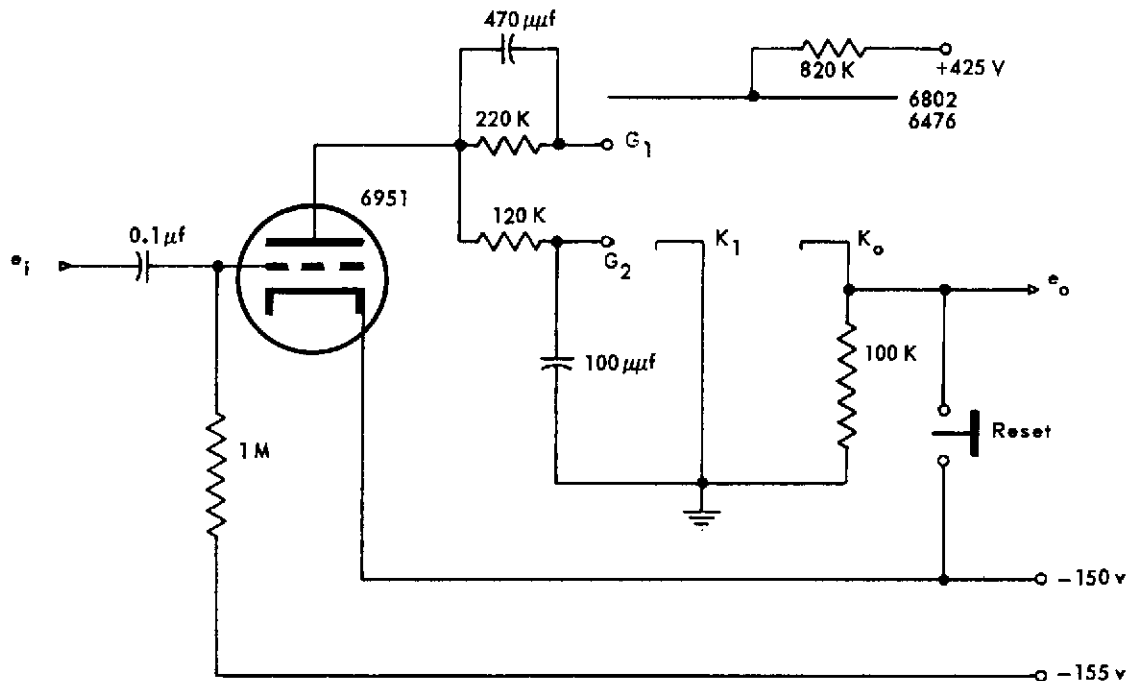 470 μμf
820 K
+425 V
6802
6476
220 K
G1
6951
120 K
0.1 μf
ei
G2
K1
Ko
eo
100 μμf
100 K
Reset
1 M
-150 v
-155 v